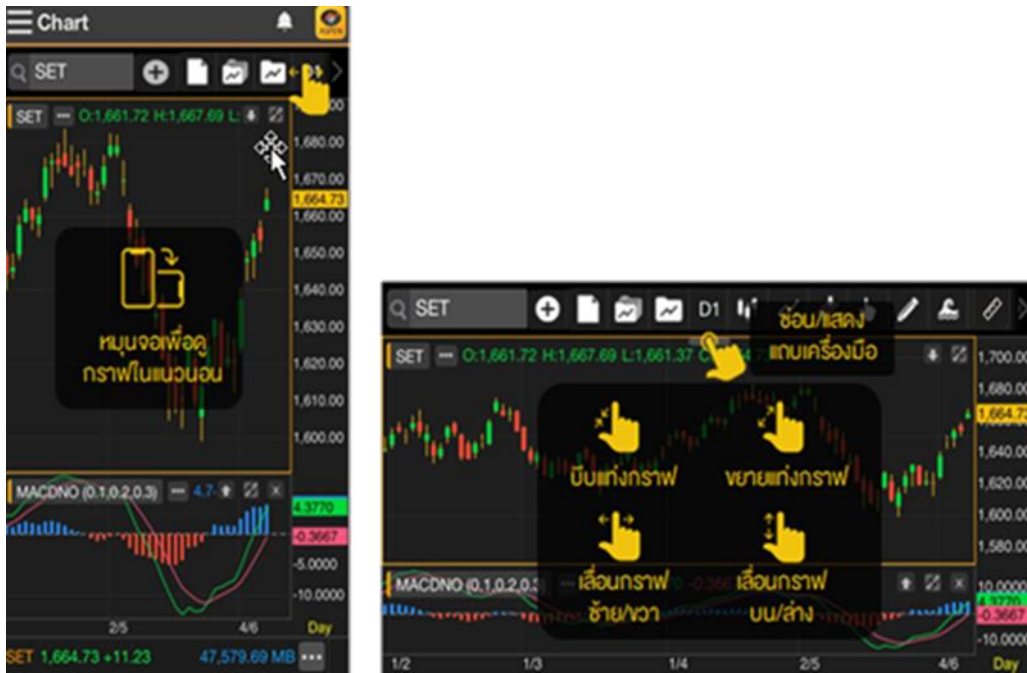 Chart
SET
SET O:1,661.72 H:1,667.69 L:
1,680.00
1,670.00
1,664.73
1,660.00
1,650.00
1,640.00
1,630.00
1,620.00
1,610.00
1,600.00
หมุนจอเพื่อดู
กราฟในแนวนอน
MACDNO (0.1,0.2,0.3) 4.7
4.3770
-0.3667
-5.0000
-10.0000
2/5 4/6 Day
SET 1,664.73 +11.23 47,579.69 MB
SET D1
ซ่อน/แสดง
แถบเครื่องมือ
SET O:1,661.72 H:1,667.69 L:1,661.37
1,700.00
1,680.00
1,664.73
1,640.00
1,620.00
1,600.00
1,580.00
บีบแท่งกราฟ ขยายแท่งกราฟ
เลื่อนกราฟ เลื่อนกราฟ
ซ้าย/ขวา บน/ล่าง
MACDNO (0.1,0.2,0.3
10.0000
4.3770
-0.3667
-10.0000
1/2 1/3 1/4 2/5 4/6 Day